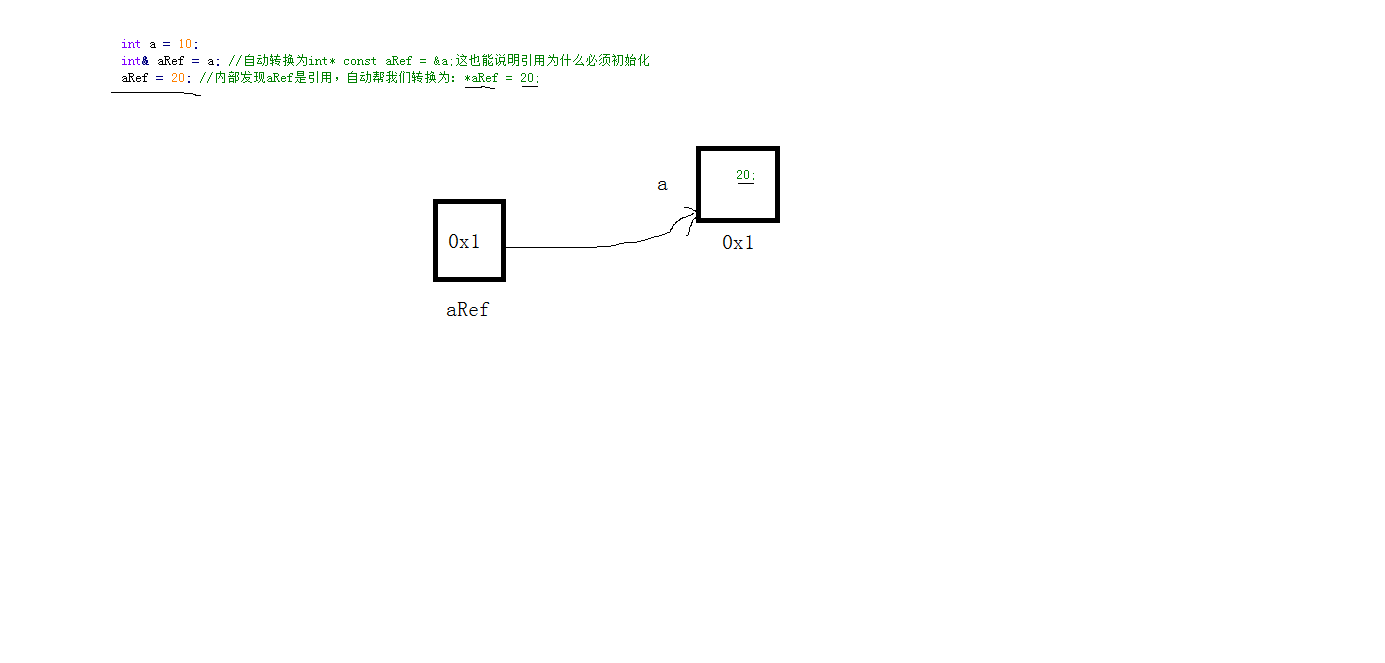 int a = 10;
int& aRef = a; //自动转换为int* const aRef = &a;这也能说明引用为什么必须初始化
aRef = 20; //内部发现aRef是引用，自动帮我们转换为: *aRef = 20;
20;
a
0x1
0x1
aRef